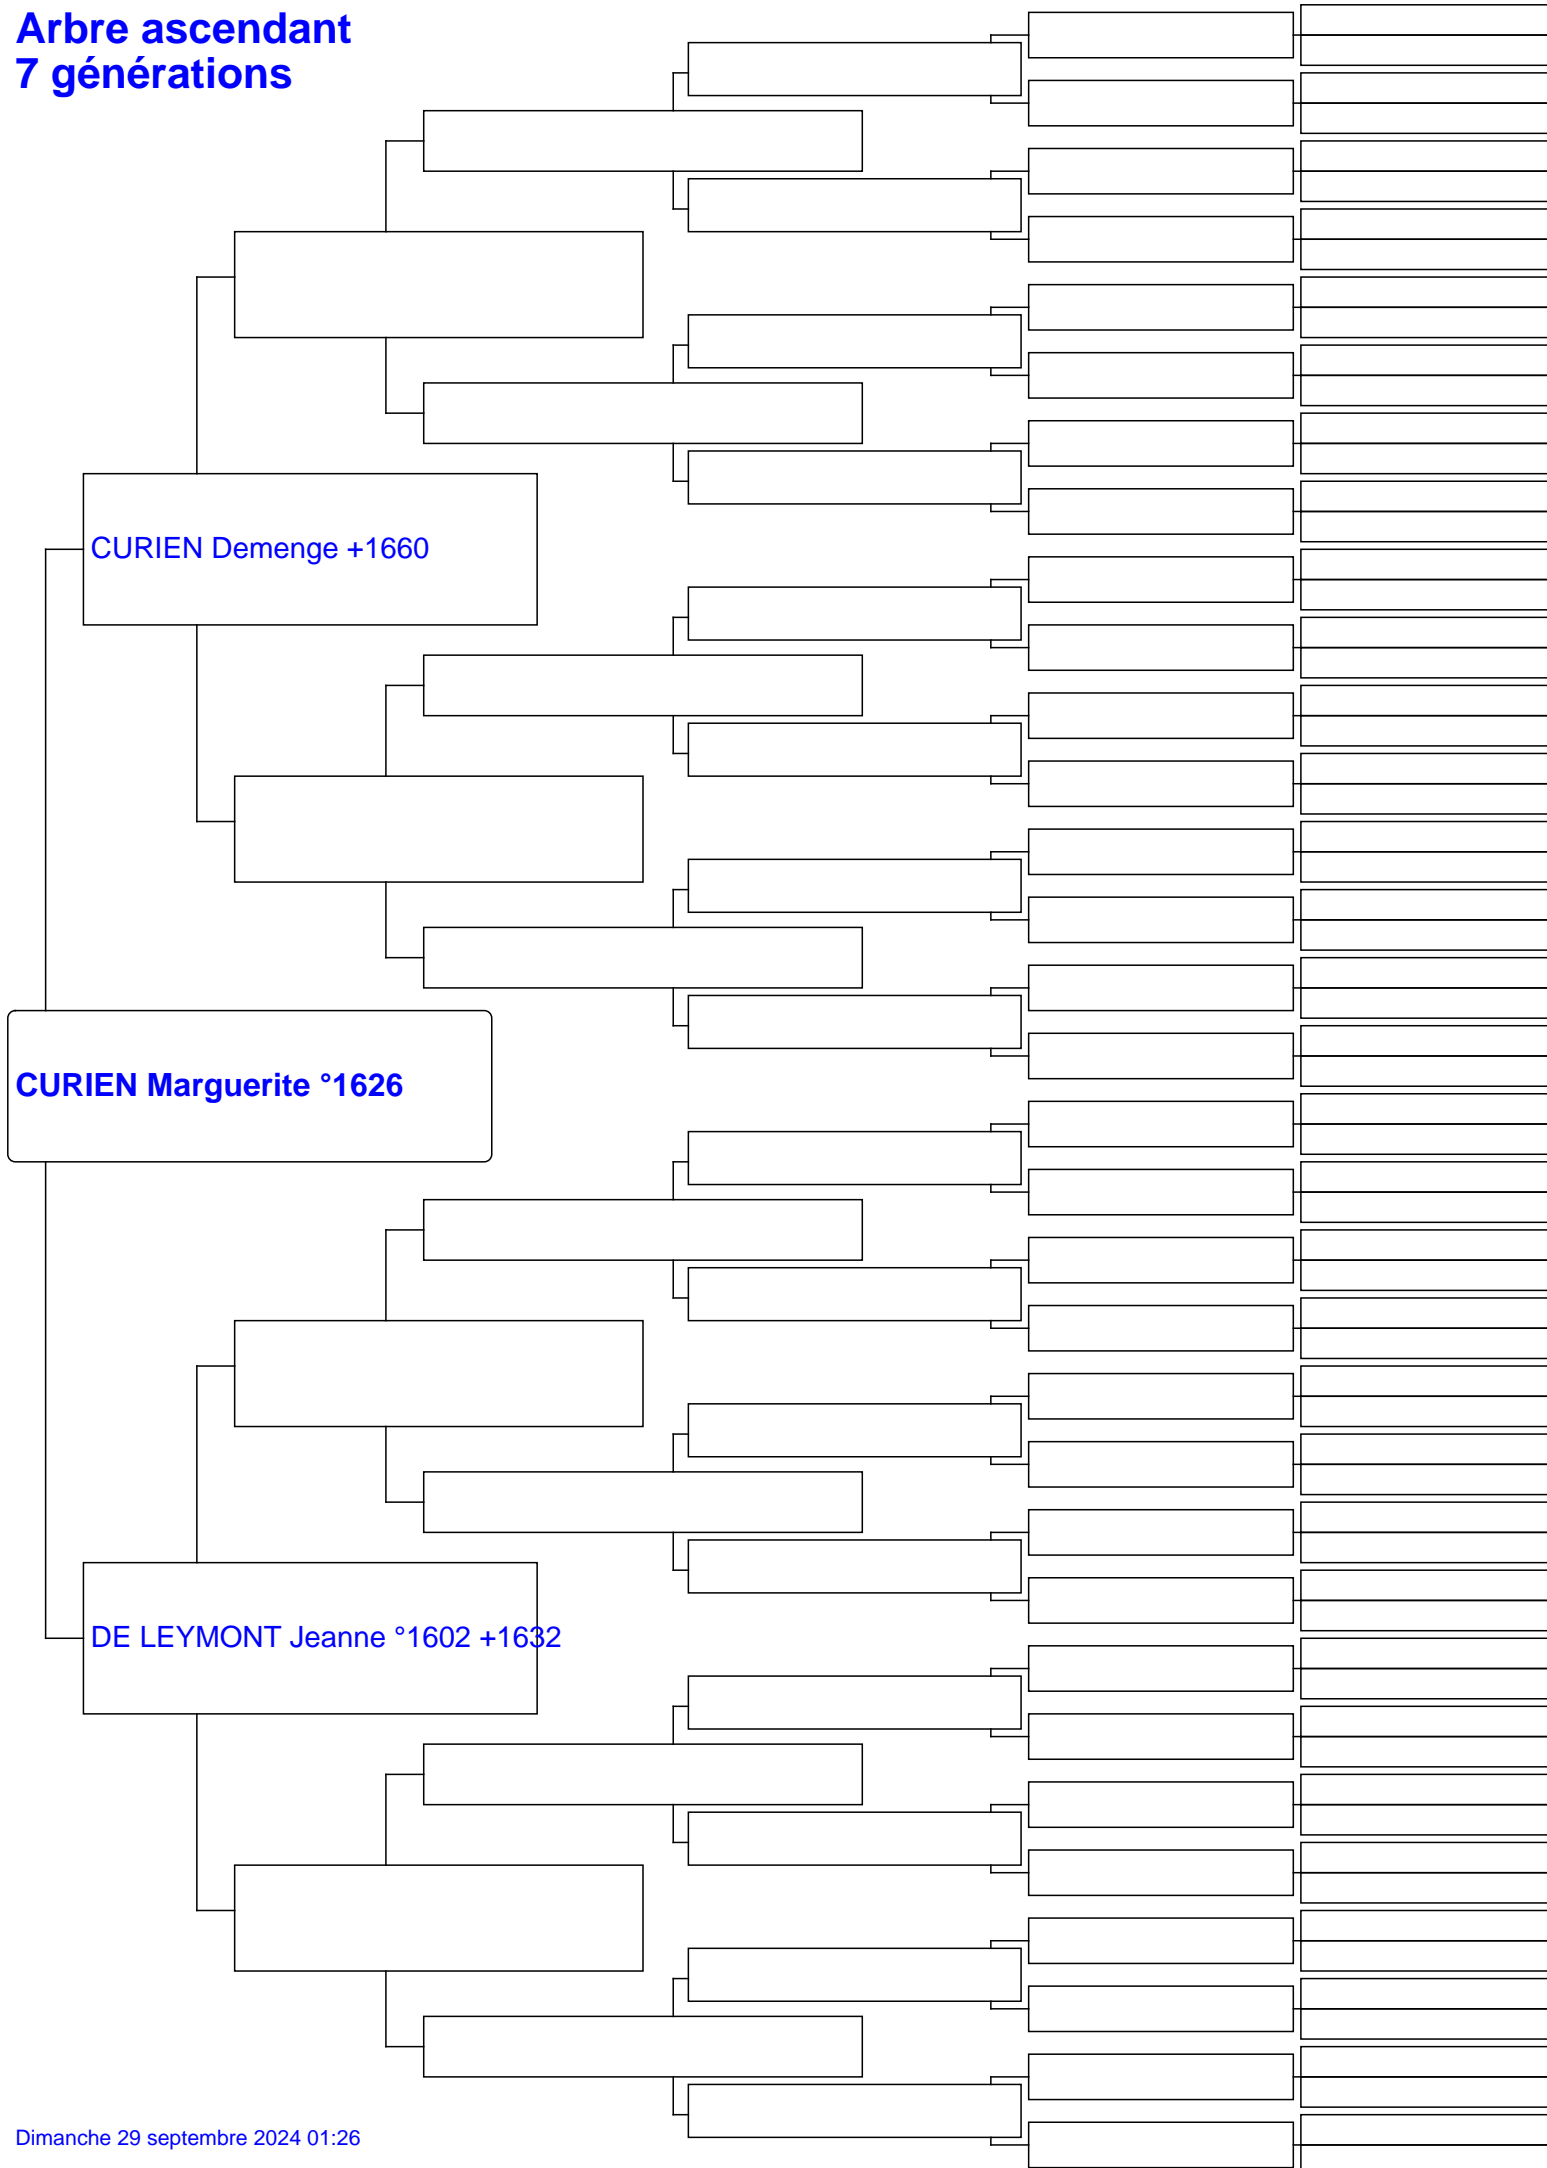 Arbre ascendant
7 générations
CURIEN Demenge +1660
CURIEN Marguerite °1626
DE LEYMONT Jeanne °1602 +1632
Dimanche 29 septembre 2024 01:26